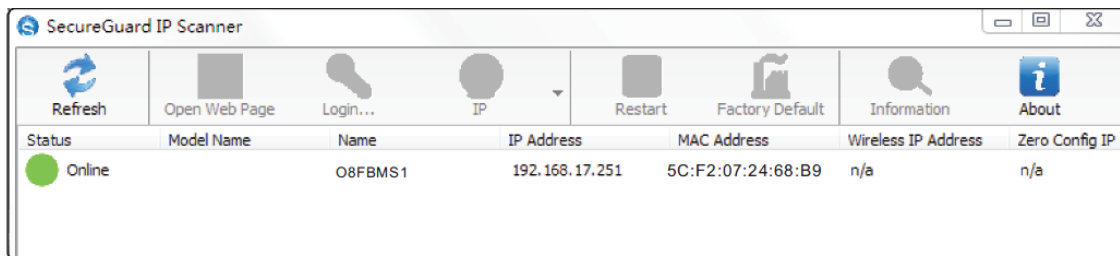 SecureGuard IP Scanner
Refresh Open Web Page Login... IP Restart Factory Default Information About
Status Model Name Name IP Address MAC Address Wireless IP Address Zero Config IP
Online O8FBMS1 192.168.17.251 5C:F2:07:24:68:B9 n/a n/a